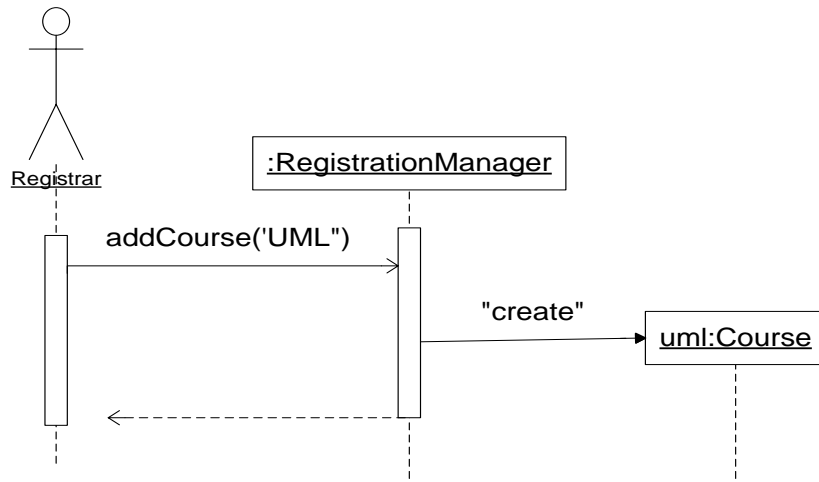 :RegistrationManager
Registrar
addCourse('UML")
"create"
uml:Course